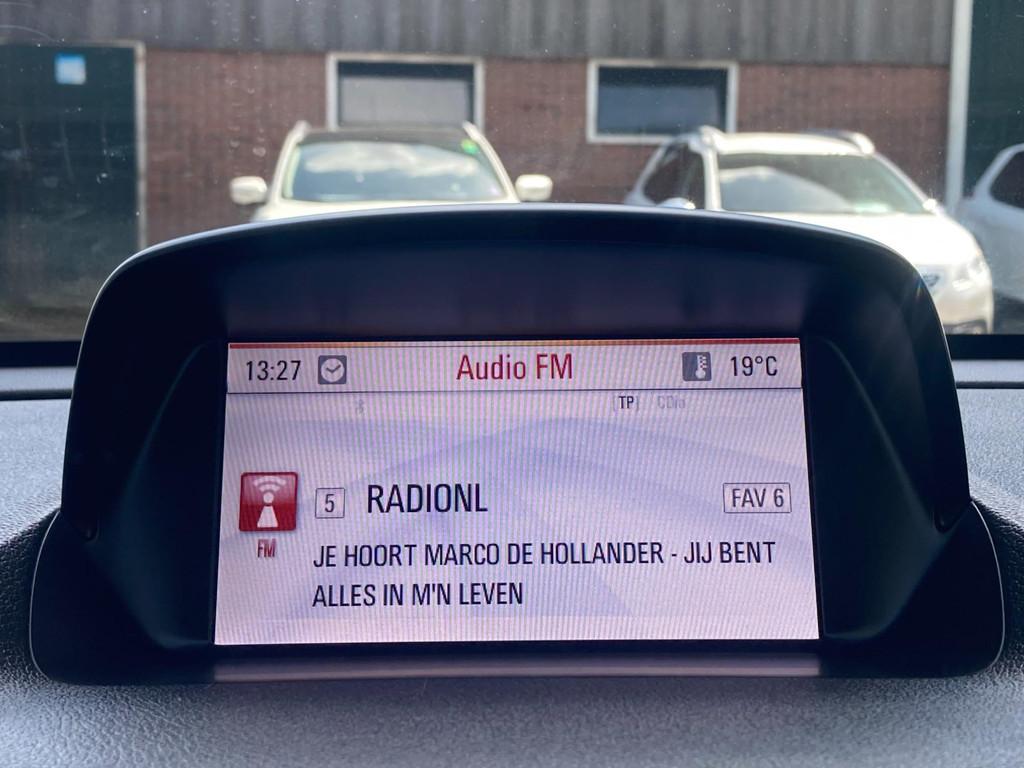 13:27 Audio FM 19°C
[TP]
5 RADIONL FAV 6
FM
JE HOORT MARCO DE HOLLANDER - JIJ BENT
ALLES IN M'N LEVEN